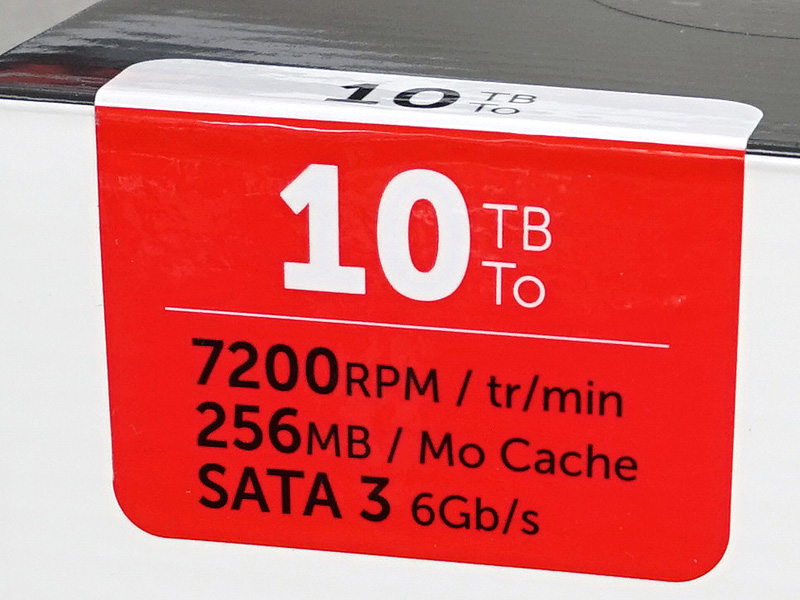 10 TB
To
10 TB
To
7200RPM / tr/min
256MB / Mo Cache
SATA 3 6Gb/s